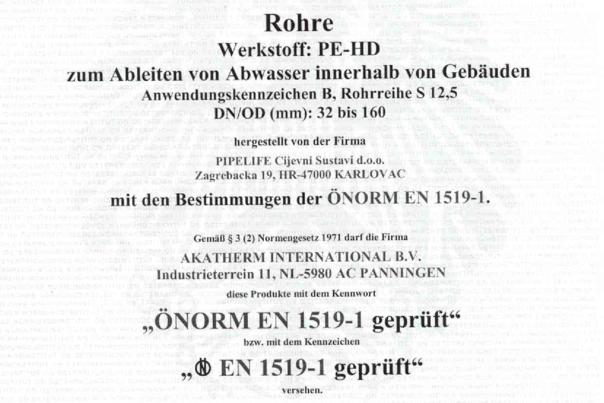 Rohre
Werkstoff: PE-HD
zum Ableiten von Abwasser innerhalb von Gebäuden
Anwendungskennzeichen B, Rohrreihe S 12,5
DN/OD (mm): 32 bis 160
hergestellt von der Firma
PIPELIFE Cijevni Sustavi d.o.o.
Zagrebacka 19, HR-47000 KARLOVAC
mit den Bestimmungen der ÖNORM EN 1519-1.
Gemäß § 3 (2) Normengesetz 1971 darf die Firma
AKATHERM INTERNATIONAL B.V.
Industrieterrein 11, NL-5980 AC PANNINGEN
diese Produkte mit dem Kennwort
„ÖNORM EN 1519-1 geprüft“
bzw. mit dem Kennzeichen
„ EN 1519-1 geprüft“
versehen.